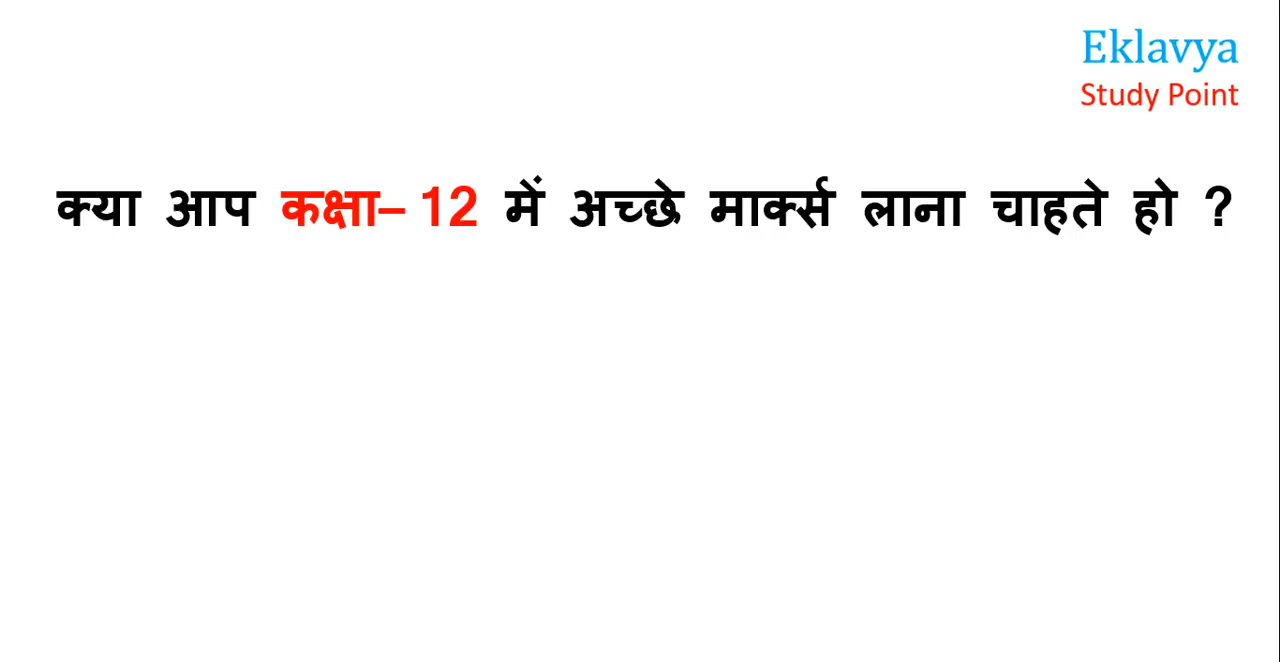 Eklavya
Study Point
क्या आप कक्षा– 12 में अच्छे मार्क्स लाना चाहते हो ?